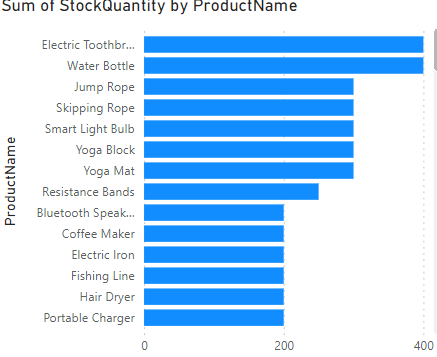 Sum of StockQuantity by ProductName
ProductName
Electric Toothbr...
Water Bottle
Jump Rope
Skipping Rope
Smart Light Bulb
Yoga Block
Yoga Mat
Resistance Bands
Bluetooth Speak...
Coffee Maker
Electric Iron
Fishing Line
Hair Dryer
Portable Charger
0 200 400